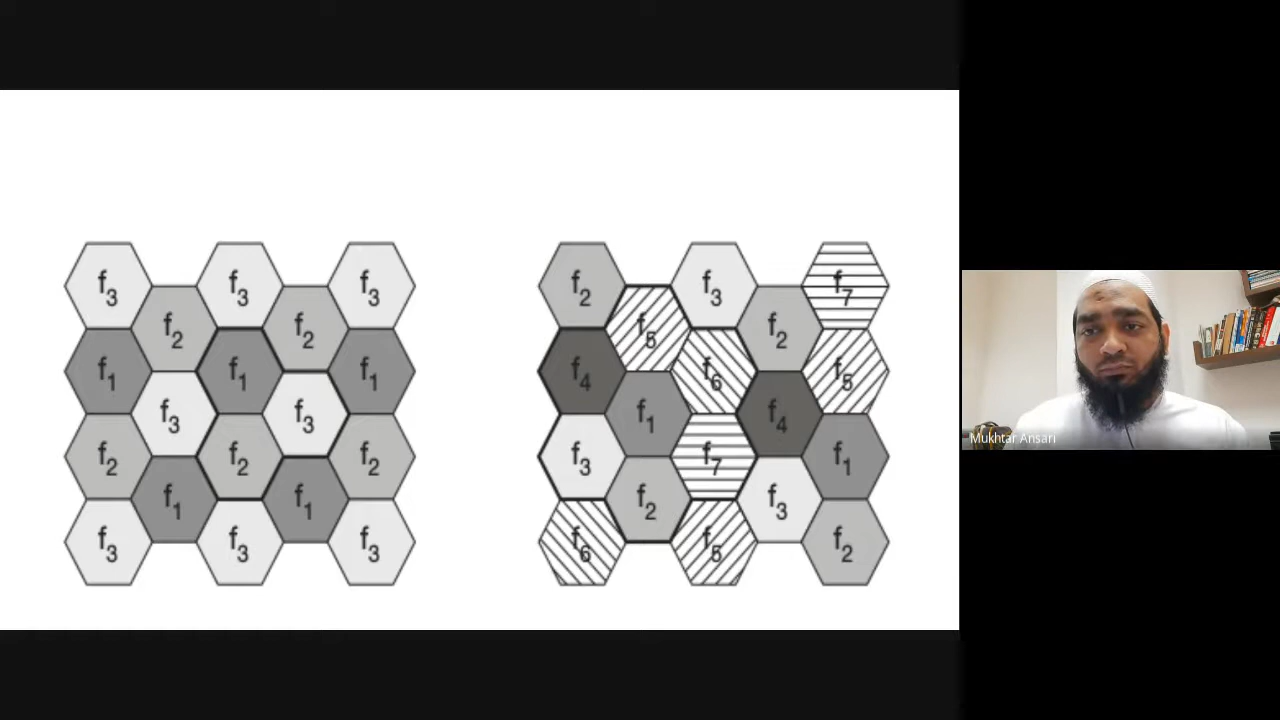 f3 f3 f3
f2 f2
f1 f1 f1
f3 f3
f2 f2 f2
f1 f1
f3 f3 f3
f2 f3 f7
f5 f2
f4 f6 f5
f1 f4
f3 f7 f1
f2 f3
f6 f5 f2
Mukhtar Ansari